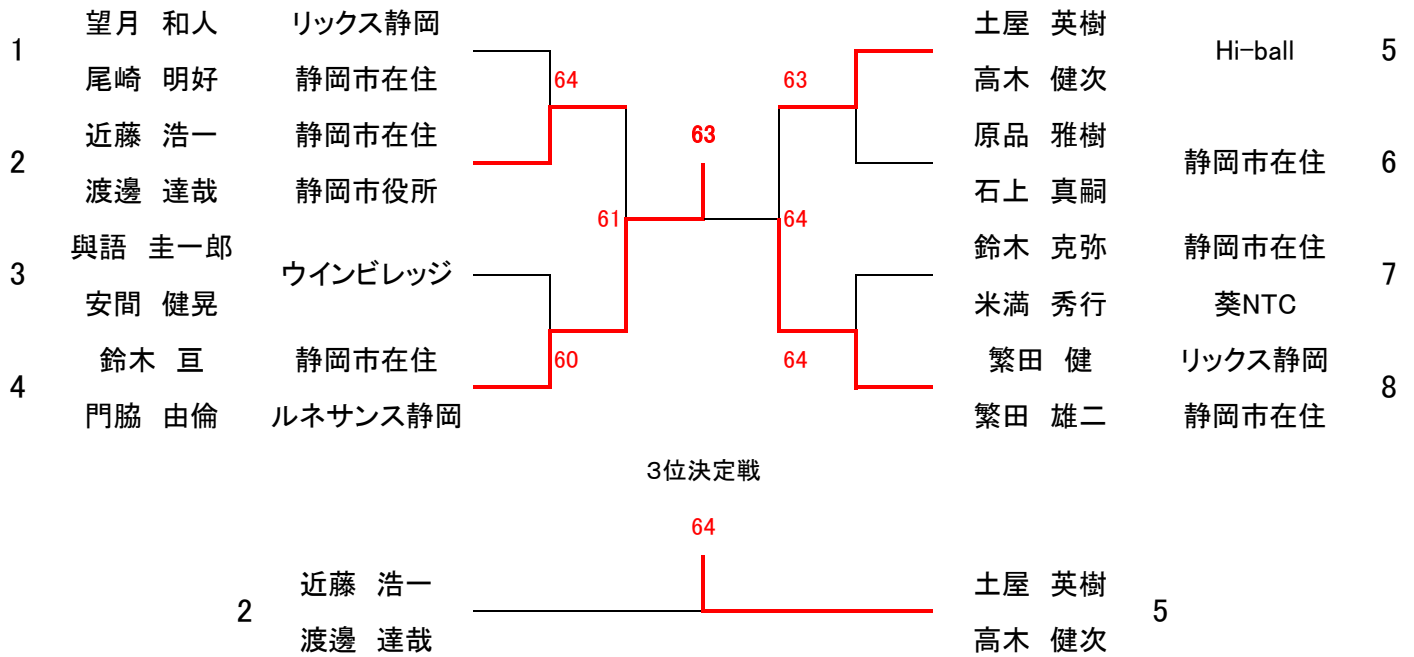 望月 和人 リックス静岡 土屋 英樹
1 Hi-ball 5
尾崎 明好 静岡市在住 64 63 高木 健次
近藤 浩一 静岡市在住 63 原品 雅樹
2 静岡市在住 6
渡邊 達哉 静岡市役所 石上 真嗣
61 64
與語 圭一郎 鈴木 克弥 静岡市在住
3 ウインビレッジ 7
安間 健晃 米満 秀行 葵NTC
鈴木 亘 静岡市在住 60 64 繁田 健 リックス静岡
4 8
門脇 由倫 ルネサンス静岡 繁田 雄二 静岡市在住
3位決定戦
64
近藤 浩一 土屋 英樹
2 5
渡邊 達哉 高木 健次